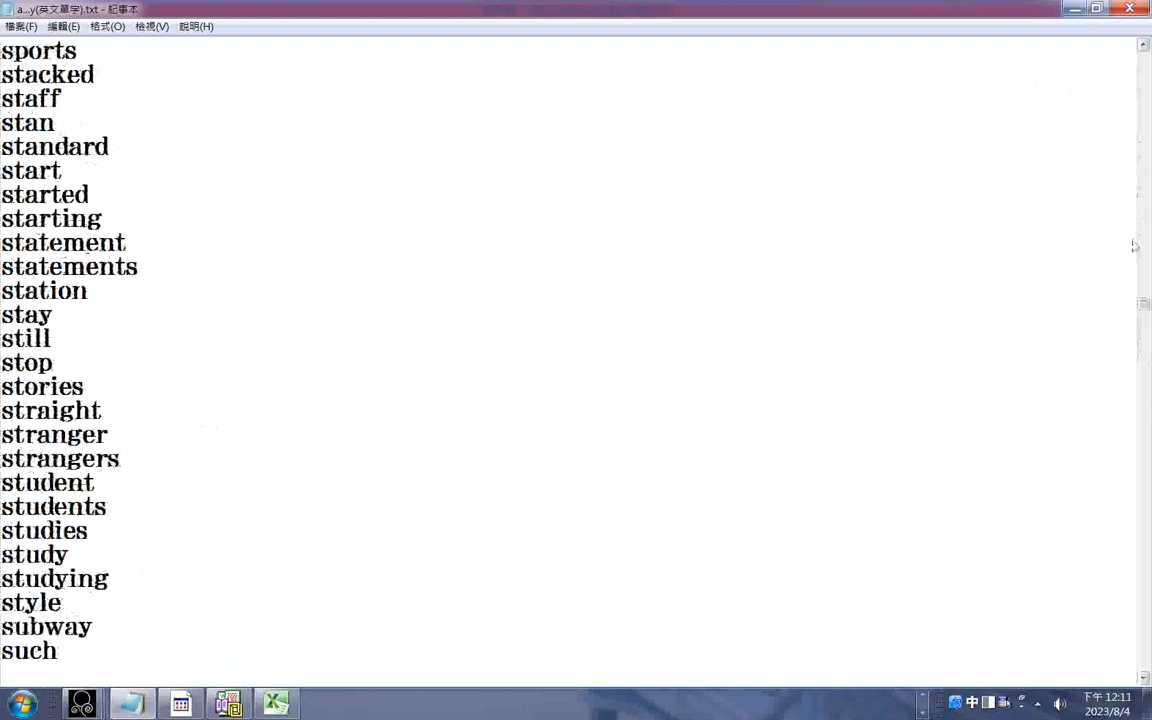 a...y(英文單字).txt - 記事本
檔案(F) 編輯(E) 格式(O) 檢視(V) 說明(H)
sports
stacked
staff
stan
standard
start
started
starting
statement
statements
station
stay
still
stop
stories
straight
stranger
strangers
student
students
studies
study
studying
style
subway
such
中
下午 12:11
2023/8/4